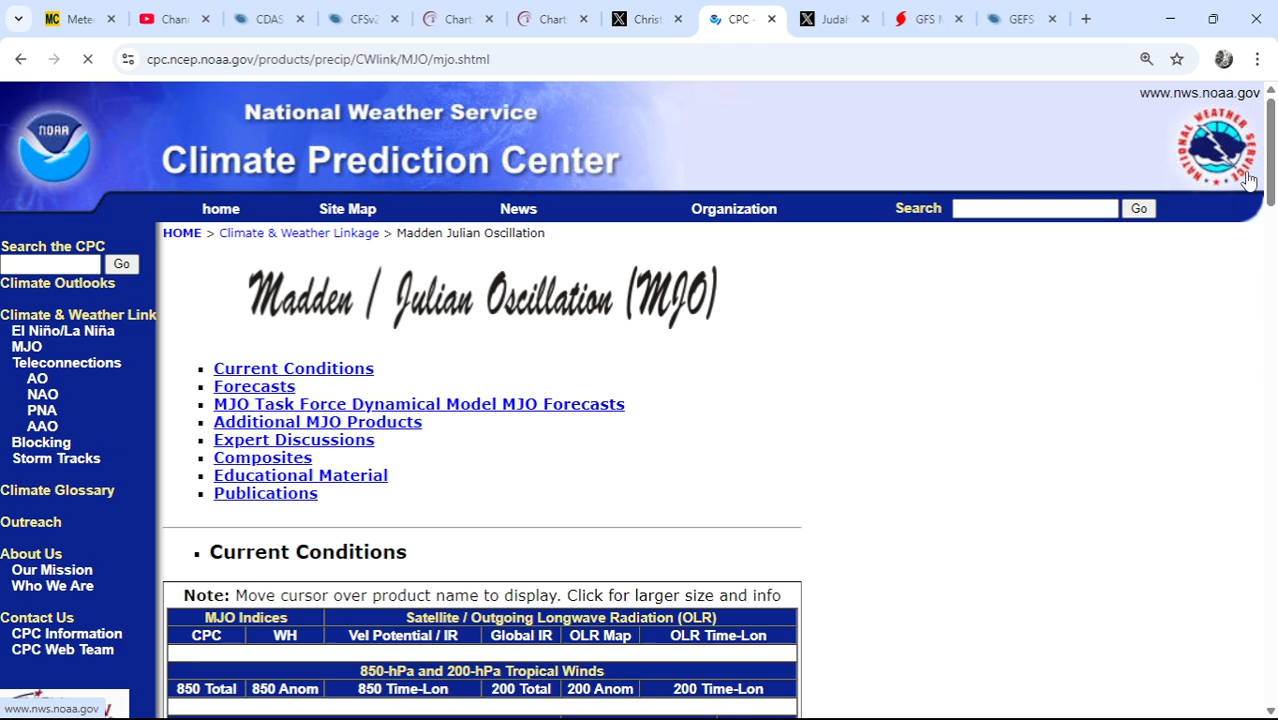 Mete
Chan
CDAS
CFSv2
Chart
Chart
Christ
CPC -
Judah
GFS M
GEFS
cpc.ncep.noaa.gov/products/precip/CWlink/MJO/mjo.shtml
www.nws.noaa.gov
NOAA
National Weather Service
Climate Prediction Center
NATIONAL WEATHER SERVICE
home
Site Map
News
Organization
Search
Go
Search the CPC
Go
Climate Outlooks
Climate & Weather Link
El Niño/La Niña
MJO
Teleconnections
AO
NAO
PNA
AAO
Blocking
Storm Tracks
Climate Glossary
Outreach
About Us
Our Mission
Who We Are
Contact Us
CPC Information
CPC Web Team
HOME > Climate & Weather Linkage > Madden Julian Oscillation
Madden / Julian Oscillation (MJO)
Current Conditions
Forecasts
MJO Task Force Dynamical Model MJO Forecasts
Additional MJO Products
Expert Discussions
Composites
Educational Material
Publications
Current Conditions
Note: Move cursor over product name to display. Click for larger size and info
MJO Indices Satellite / Outgoing Longwave Radiation (OLR)
CPC WH Vel Potential / IR Global IR OLR Map OLR Time-Lon
850-hPa and 200-hPa Tropical Winds
850 Total 850 Anom 850 Time-Lon 200 Total 200 Anom 200 Time-Lon
www.nws.noaa.gov